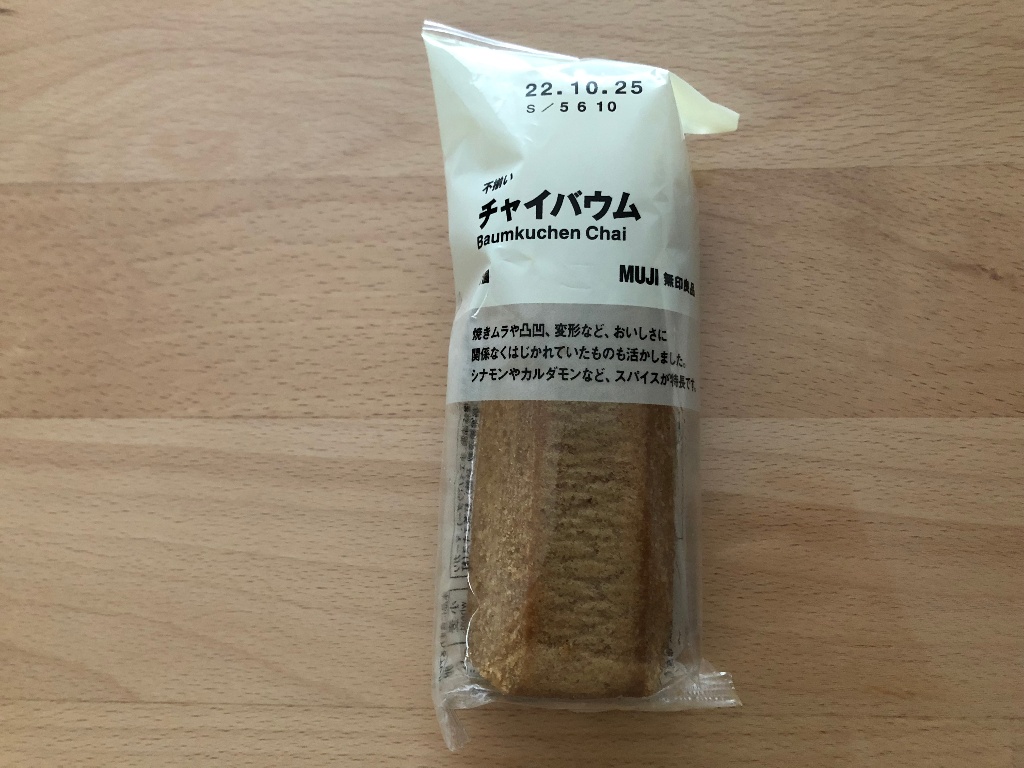 22.10.25
S/5 6 10
不揃い
チャイバウム
Baumkuchen Chai
MUJI 無印良品
焼きムラや凸凹、変形など、おいしさに
関係なくはじかれていたものも活かしました。
シナモンやカルダモンなど、スパイスが特長です。